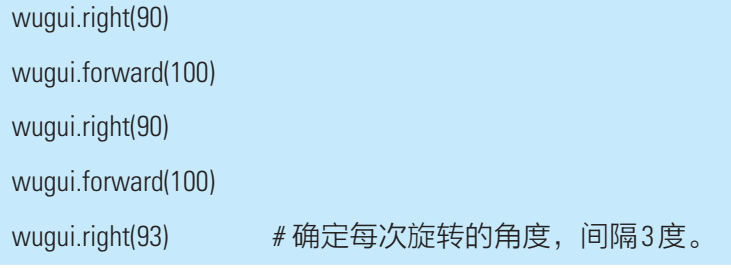 wugui.right(90)
wugui.forward(100)
wugui.right(90)
wugui.forward(100)
wugui.right(93) # 确定每次旋转的角度，间隔3度。